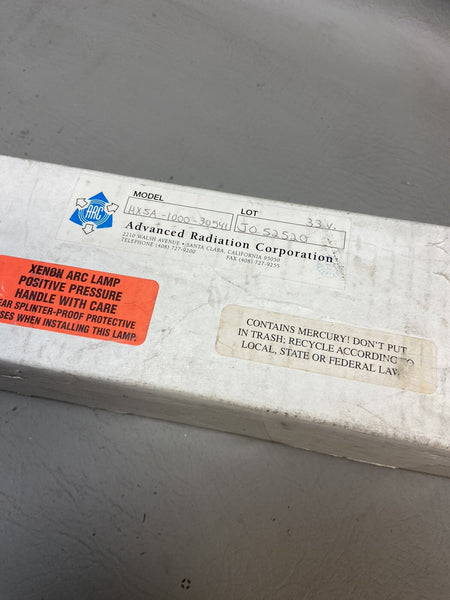 ARC
MODEL
LOT
33 V.
HXSA-1000-30541
JO 52520
Advanced Radiation Corporation
2210 WALSH AVENUE • SANTA CLARA, CALIFORNIA 95050
TELEPHONE (408) 727-9200 FAX (408) 727-9255
XENON ARC LAMP
POSITIVE PRESSURE
HANDLE WITH CARE
EAR SPLINTER-PROOF PROTECTIVE
SES WHEN INSTALLING THIS LAMP.
CONTAINS MERCURY! DON'T PUT
IN TRASH; RECYCLE ACCORDING TO
LOCAL, STATE OR FEDERAL LAW